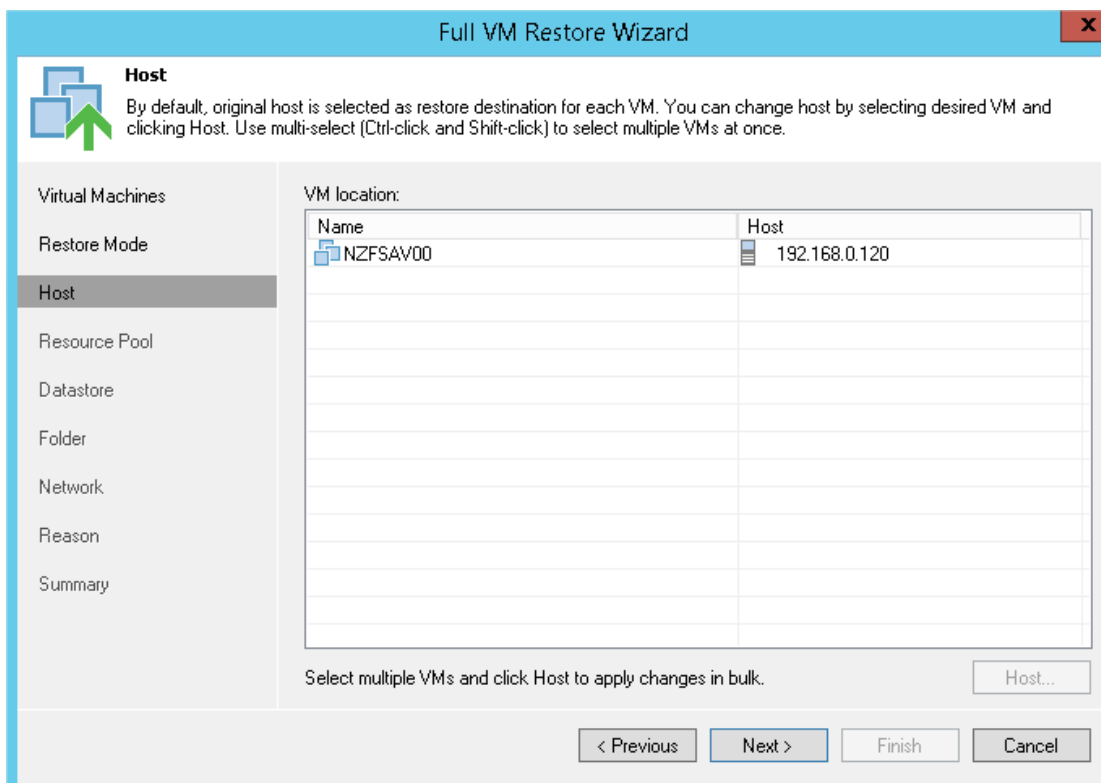 Full VM Restore Wizard
x
Host
By default, original host is selected as restore destination for each VM. You can change host by selecting desired VM and
clicking Host. Use multi-select (Ctrl-click and Shift-click) to select multiple VMs at once.
Virtual Machines
Restore Mode
Host
Resource Pool
Datastore
Folder
Network
Reason
Summary
VM location:
Name Host
NZFSAV00 192.168.0.120
Select multiple VMs and click Host to apply changes in bulk.
Host...
< Previous
Next >
Finish
Cancel